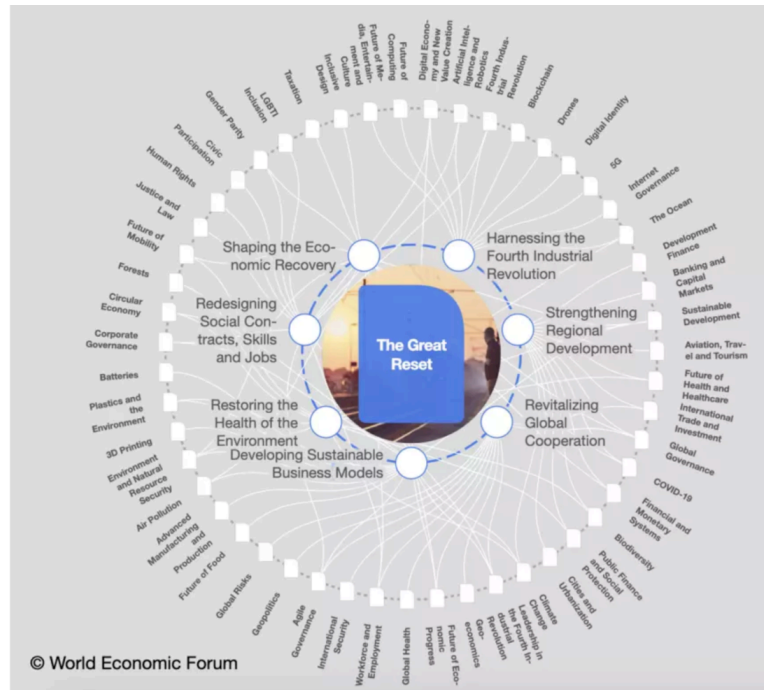 The Great
Reset
Shaping the Eco-
nomic Recovery
Harnessing the
Fourth Industrial
Revolution
Strengthening
Regional
Development
Revitalizing
Global
Cooperation
Developing Sustainable
Business Models
Restoring the
Health of the
Environment
Redesigning
Social Con-
tracts, Skills
and Jobs
Digital Econo-
my and New
Value Creation
Artificial Intel-
ligence and
Robotics
Fourth Indus-
trial
Revolution
Blockchain
Drones
Digital Identity
5G
Internet
Governance
The Ocean
Development
Finance
Banking and
Capital
Markets
Sustainable
Development
Aviation, Trav-
el and Tourism
Future of
Health and
Healthcare
International
Trade and
Investment
Global
Governance
COVID-19
Financial and
Monetary
Systems
Biodiversity
Public Finance
and Social
Protection
Cities and
Urbanization
Climate
Change
Leadership in
the Fourth In-
dustrial
Revolution
Geo-
economics
Future of Eco-
nomic
Progress
Global Health
Workforce and
Employment
International
Security
Agile
Governance
Geopolitics
Global Risks
Future of Food
Advanced
Manufacturing
and
Production
Air Pollution
Environment
and Natural
Resource
Security
3D Printing
Plastics and
the
Environment
Batteries
Corporate
Governance
Circular
Economy
Forests
Future of
Mobility
Justice and
Law
Human Rights
Civic
Participation
Gender Parity
LGBTI
Inclusion
Taxation
Inclusive
Design
Future of Me-
dia, Entertain-
ment and
Culture
Future of
Computing
© World Economic Forum